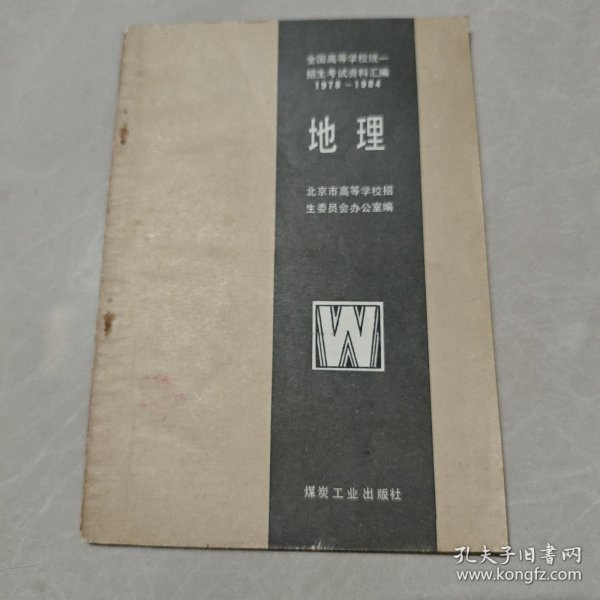 全国高等学校统一
招生考试资料汇编
1978-1984
地理
北京市高等学校招
生委员会办公室编
W
煤炭工业出版社
孔夫子旧书网
www.kongfz.com